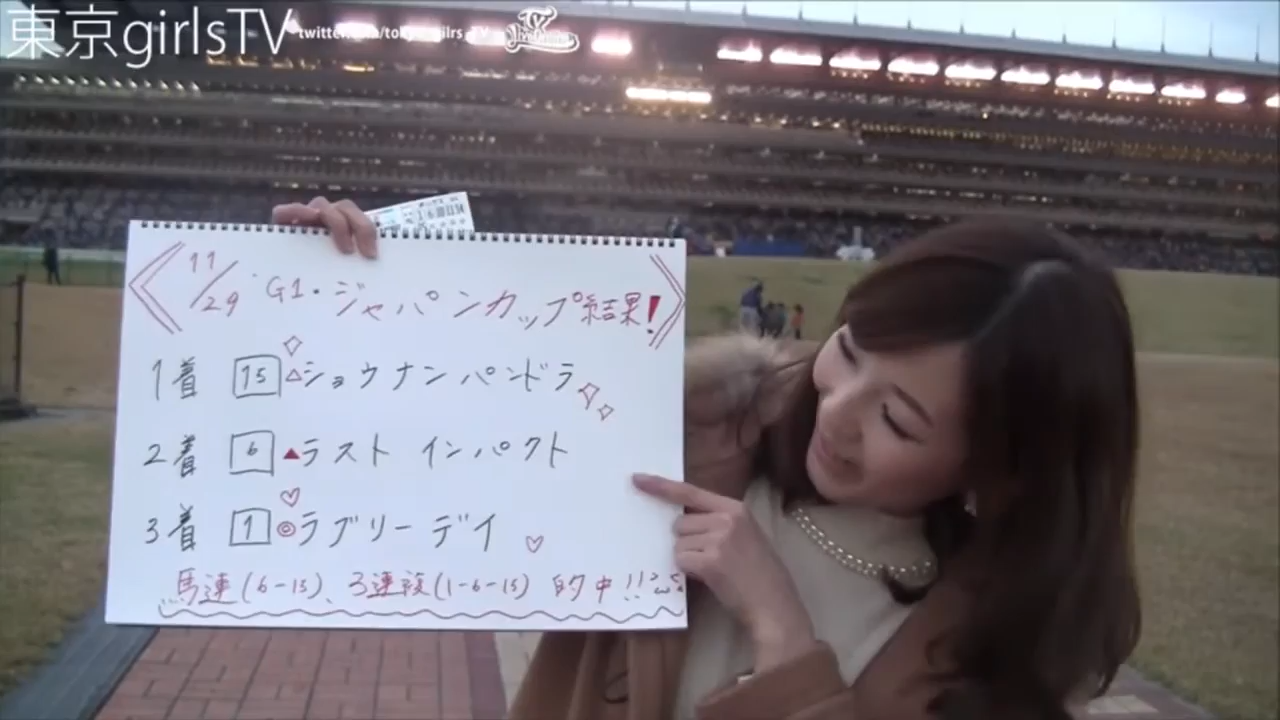 東京girlsTV
TV
《11/29 G1・ジャパンカップ結果!》
1着 15 △ショウナンパンドラ
2着 6 ▲ラスト インパクト
3着 1 ◎ラブリーデイ
馬連(6-15)、3連複(1-6-15) 的中!!